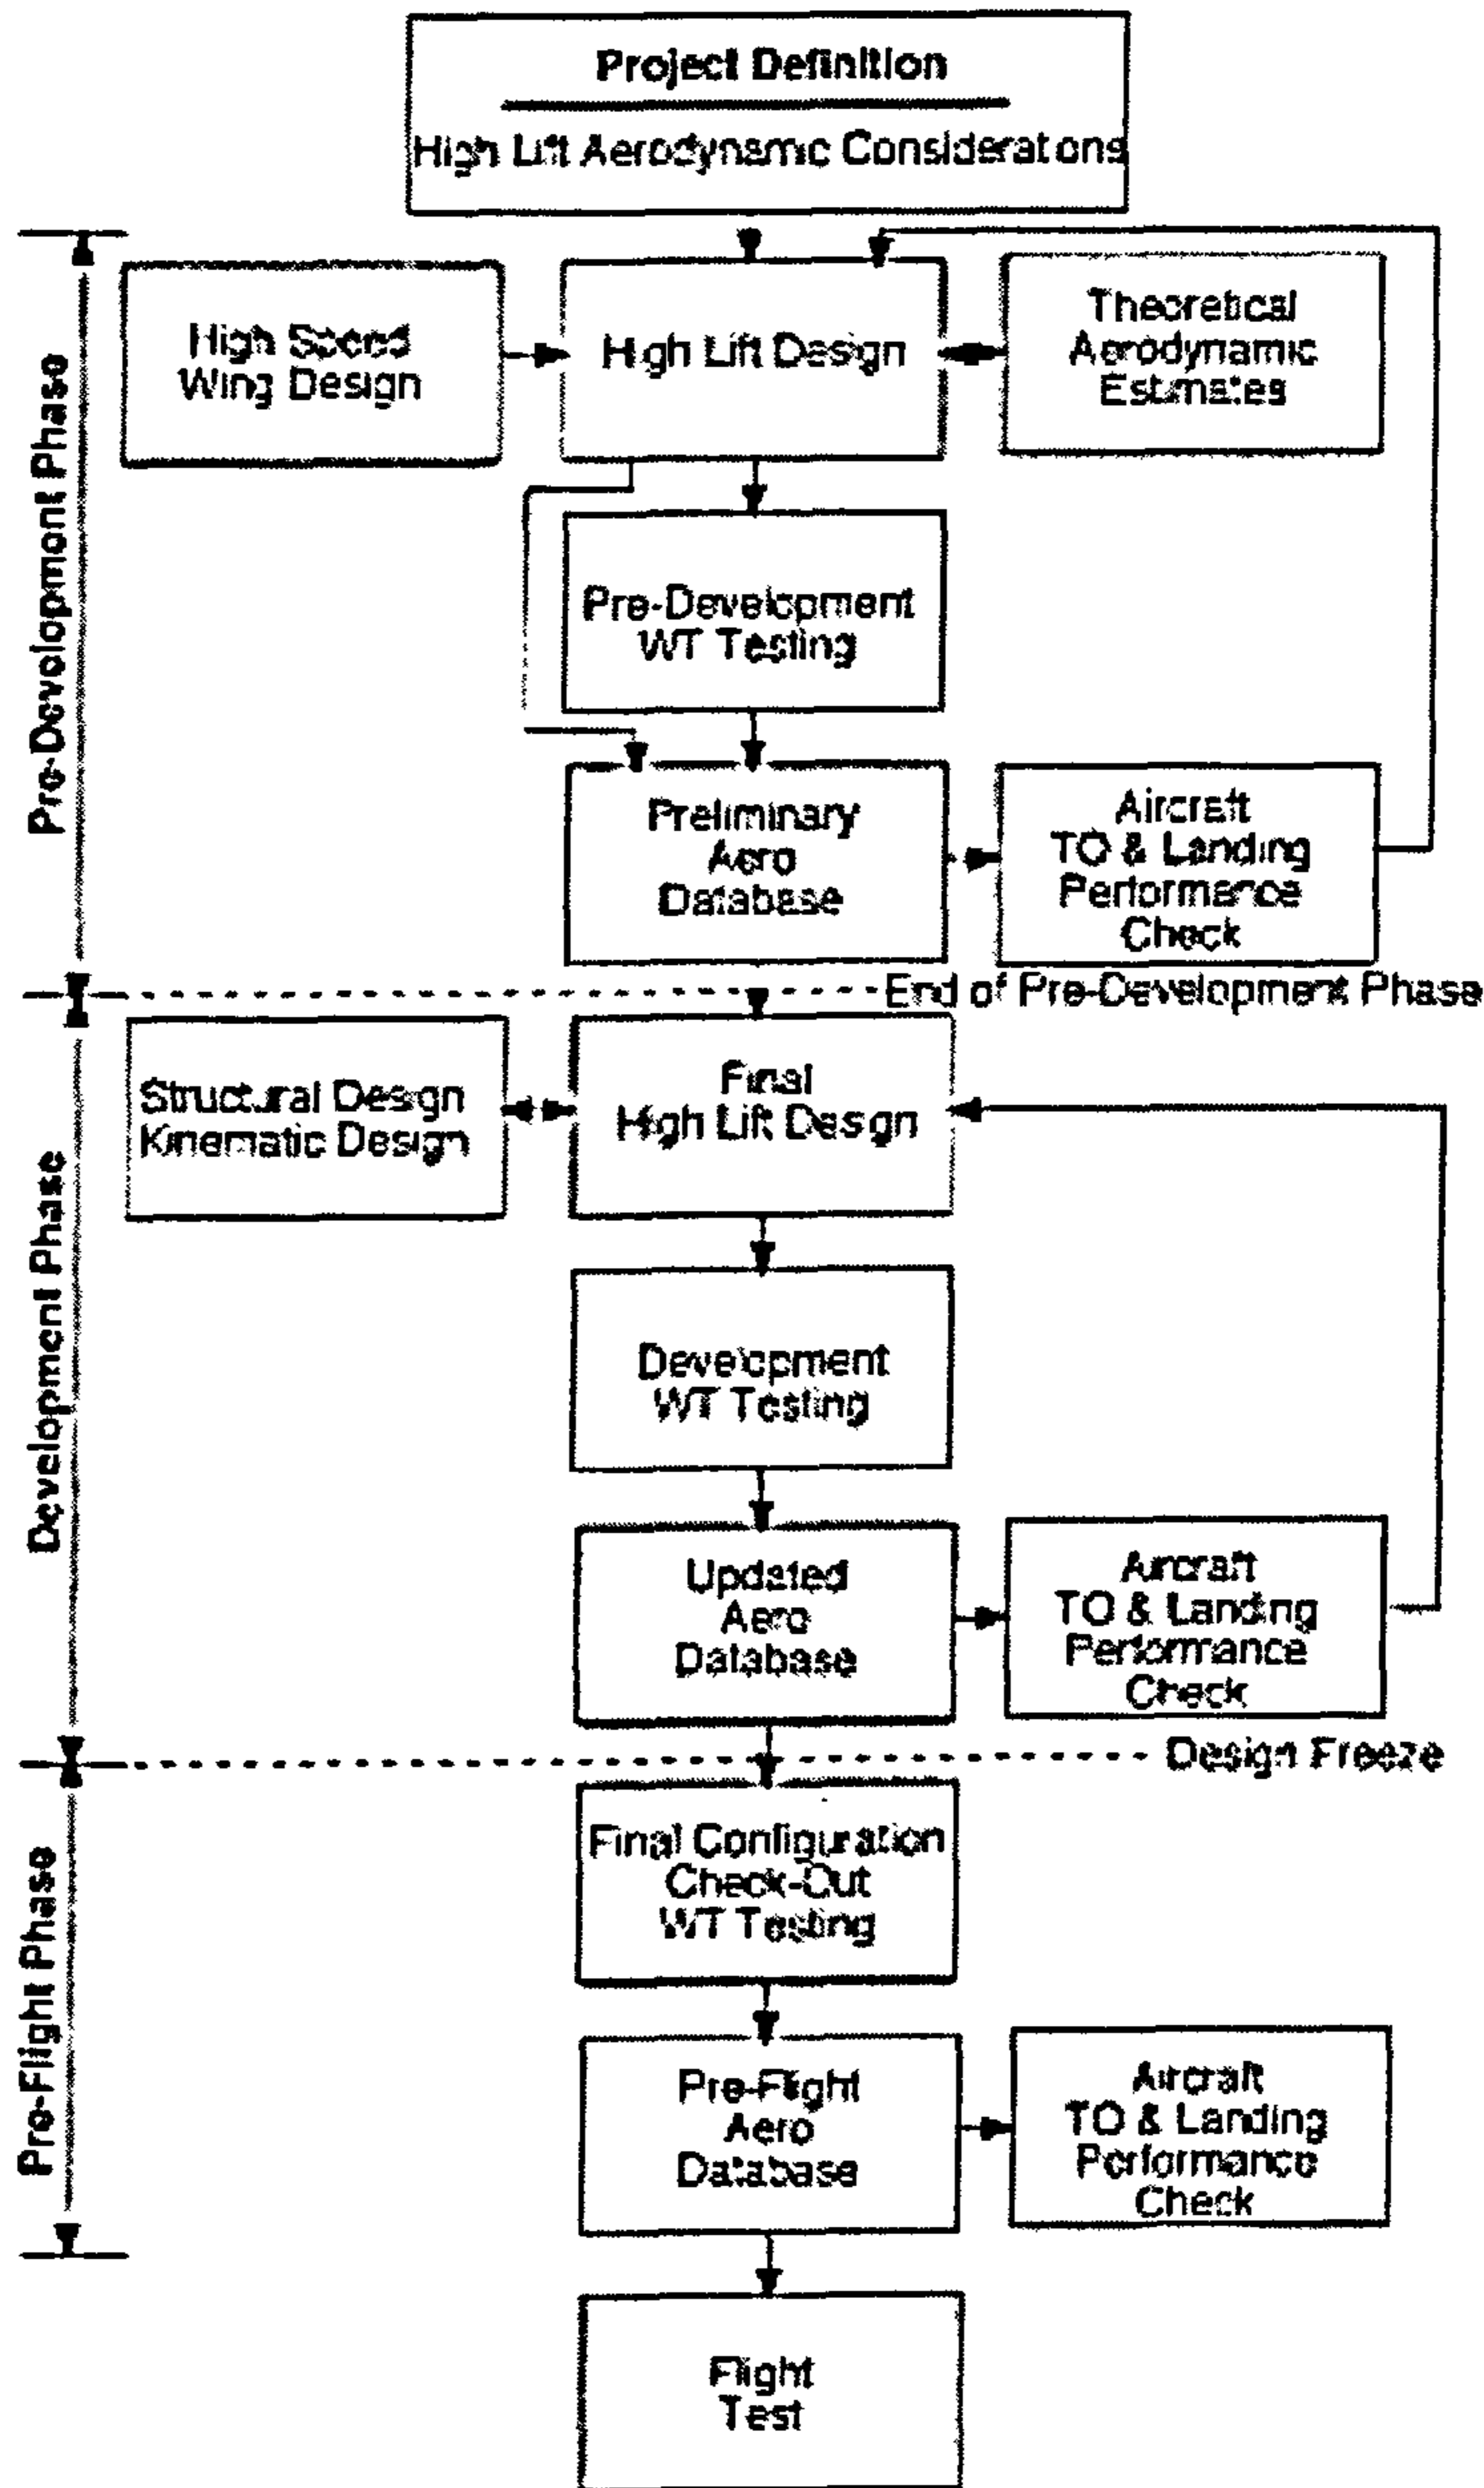 Project Definition
High Lift Aerodynamic Considerations
High Speed
Wing Design
High Lift Design
Theoretical
Aerodynamic
Estimates
Pre-Development Phase
Pre-Development
WT Testing
Preliminary
Aero
Database
Aircraft
TO & Landing
Performance
Check
End of Pre-Development Phase
Structural Design
Kinematic Design
Final
High Lift Design
Development Phase
Development
WT Testing
Updated
Aero
Database
Aircraft
TO & Landing
Performance
Check
Design Freeze
Final Configuration
Check-Out
WT Testing
Pre-Flight Phase
Pre-Flight
Aero
Database
Aircraft
TO & Landing
Performance
Check
Flight
Test